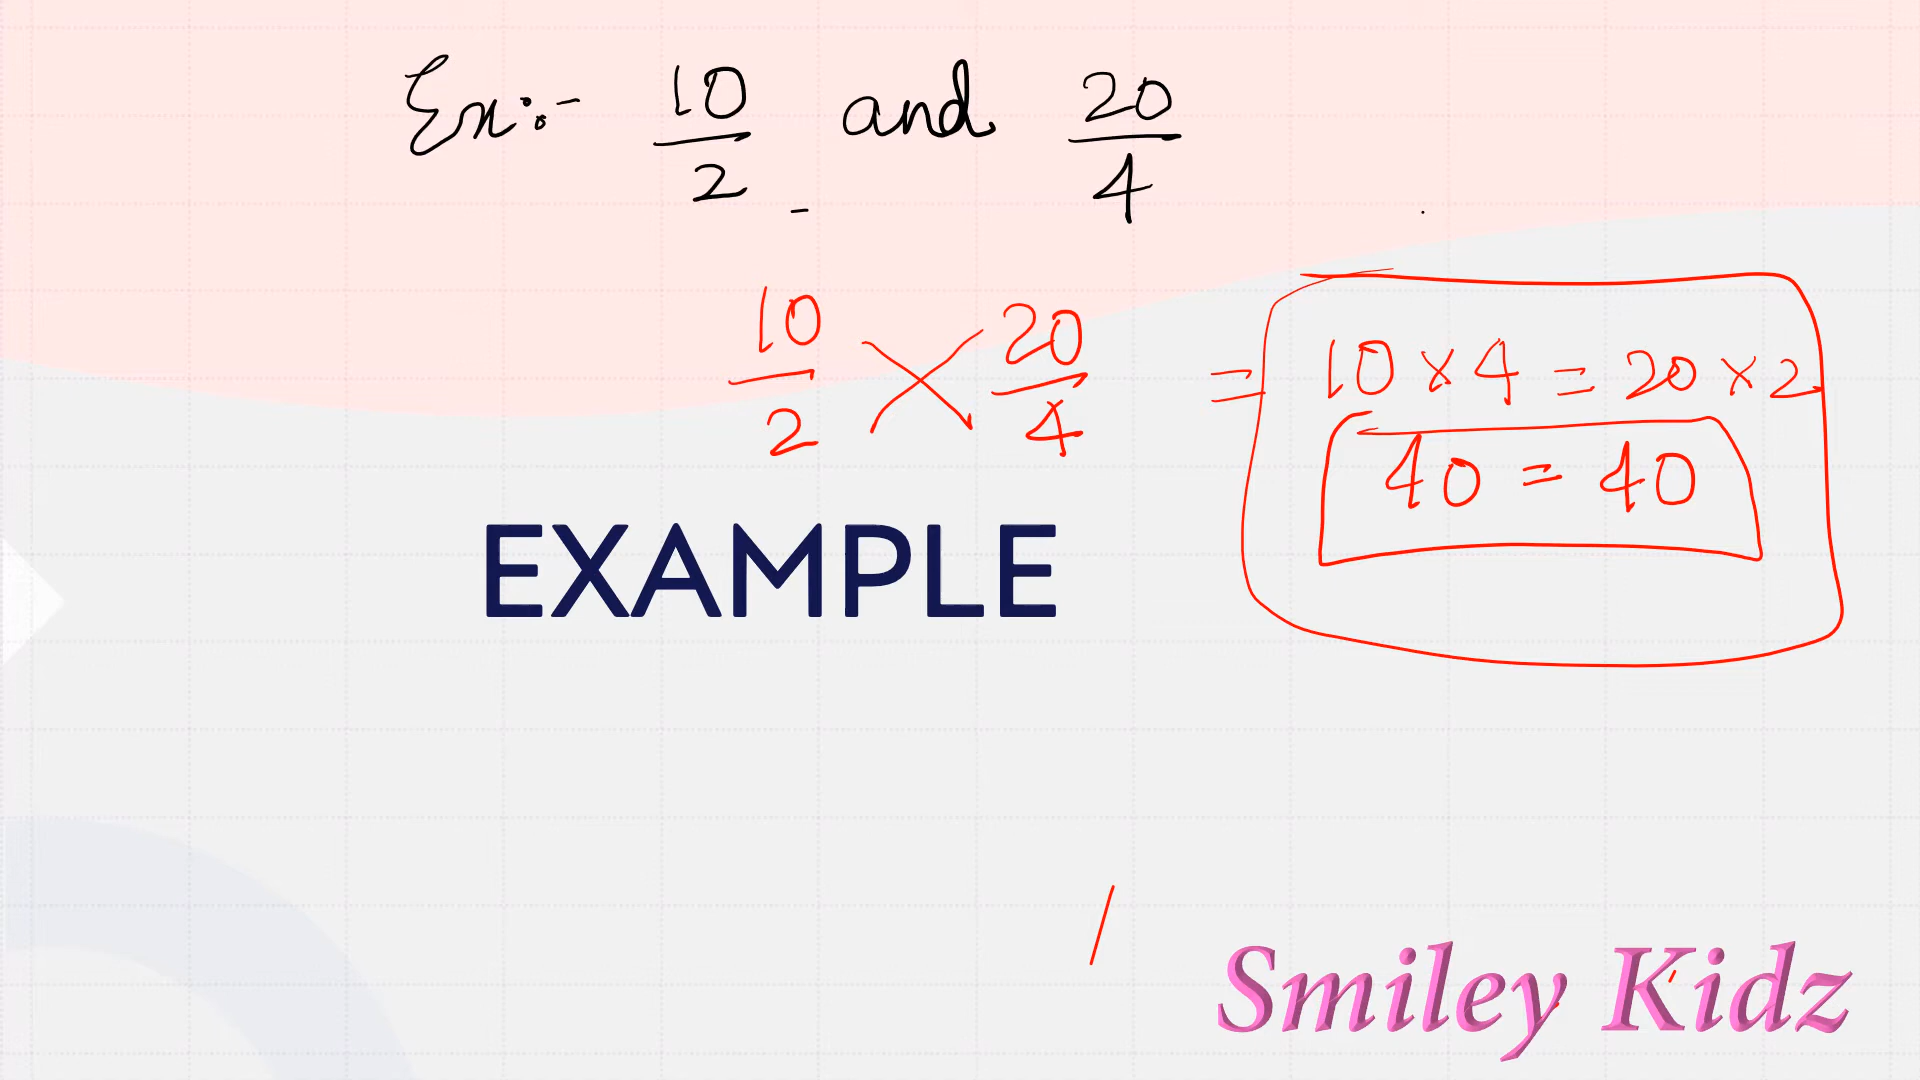 Ex:- 10/2 and 20/4
10/2 × 20/4 = 10 × 4 = 20 × 2
40 = 40
EXAMPLE
Smiley Kidz